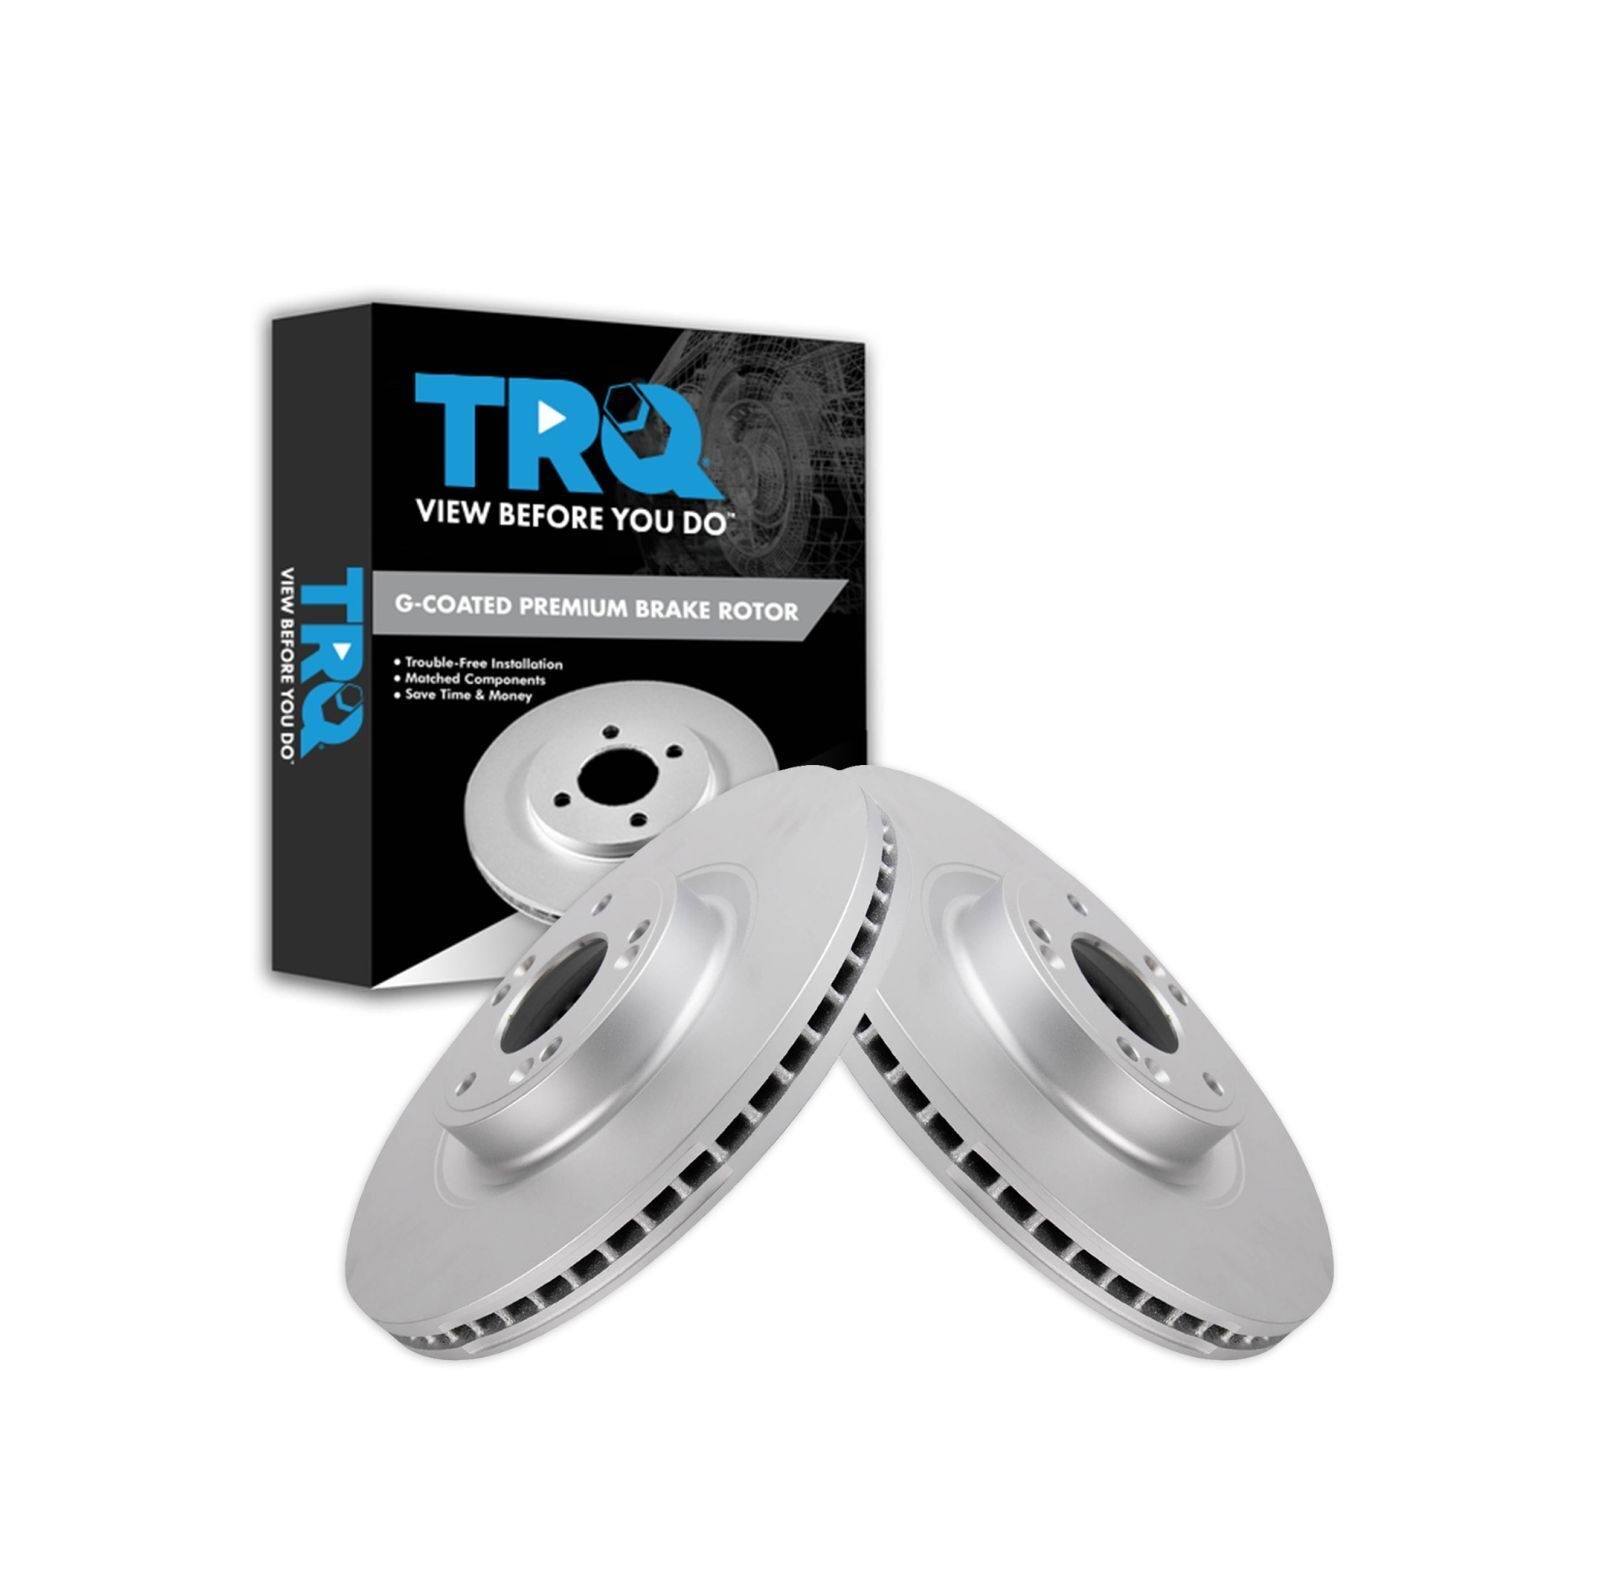 TRQ
VIEW BEFORE YOU DO™
G-COATED PREMIUM BRAKE ROTOR
• Trouble-Free Installation
• Matched Components
• Save Time & Money
TRQ
VIEW BEFORE YOU DO